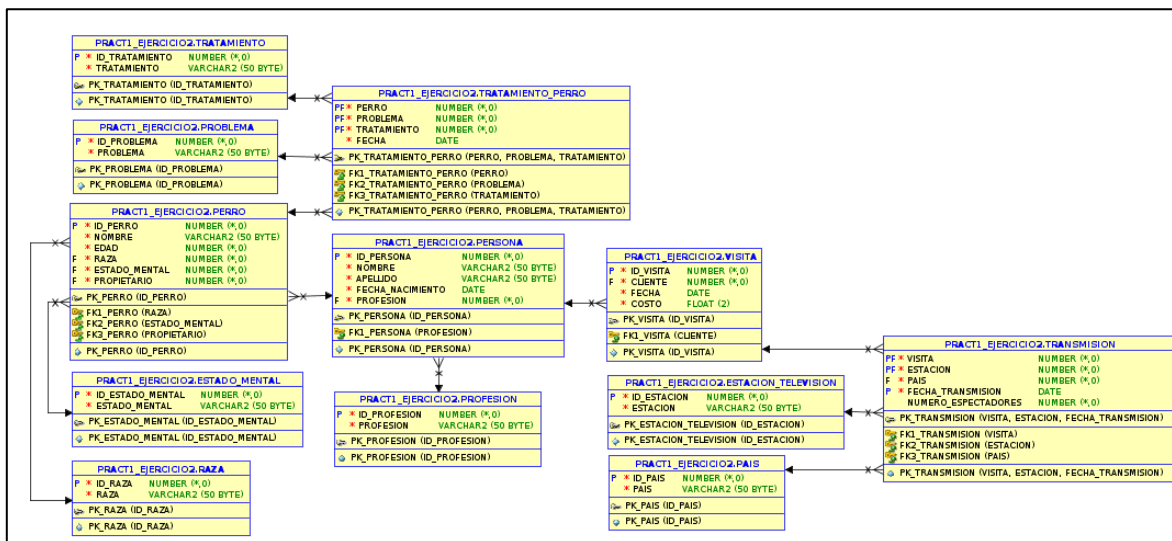 PRACT1_EJERCICIO2.TRATAMIENTO
P * ID_TRATAMIENTO NUMBER (*,0)
* TRATAMIENTO VARCHAR2 (50 BYTE)
PK_TRATAMIENTO (ID_TRATAMIENTO)
PK_TRATAMIENTO (ID_TRATAMIENTO)
PRACT1_EJERCICIO2.TRATAMIENTO_PERRO
PF * PERRO NUMBER (*,0)
PF * PROBLEMA NUMBER (*,0)
PF * TRATAMIENTO NUMBER (*,0)
* FECHA DATE
PK_TRATAMIENTO_PERRO (PERRO, PROBLEMA, TRATAMIENTO)
FK1_TRATAMIENTO_PERRO (PERRO)
FK2_TRATAMIENTO_PERRO (PROBLEMA)
FK3_TRATAMIENTO_PERRO (TRATAMIENTO)
PK_TRATAMIENTO_PERRO (PERRO, PROBLEMA, TRATAMIENTO)
PRACT1_EJERCICIO2.PROBLEMA
P * ID_PROBLEMA NUMBER (*,0)
* PROBLEMA VARCHAR2 (50 BYTE)
PK_PROBLEMA (ID_PROBLEMA)
PK_PROBLEMA (ID_PROBLEMA)
PRACT1_EJERCICIO2.PERRO
P * ID_PERRO NUMBER (*,0)
* NOMBRE VARCHAR2 (50 BYTE)
* EDAD NUMBER (*,0)
F * RAZA NUMBER (*,0)
F * ESTADO_MENTAL NUMBER (*,0)
F * PROPIETARIO NUMBER (*,0)
PK_PERRO (ID_PERRO)
FK1_PERRO (RAZA)
FK2_PERRO (ESTADO_MENTAL)
FK3_PERRO (PROPIETARIO)
PK_PERRO (ID_PERRO)
PRACT1_EJERCICIO2.PERSONA
P * ID_PERSONA NUMBER (*,0)
* NOMBRE VARCHAR2 (50 BYTE)
* APELLIDO VARCHAR2 (50 BYTE)
* FECHA_NACIMIENTO DATE
F * PROFESION NUMBER (*,0)
PK_PERSONA (ID_PERSONA)
FK1_PERSONA (PROFESION)
PK_PERSONA (ID_PERSONA)
PRACT1_EJERCICIO2.VISITA
P * ID_VISITA NUMBER (*,0)
F * CLIENTE NUMBER (*,0)
* FECHA DATE
* COSTO FLOAT (2)
PK_VISITA (ID_VISITA)
FK1_VISITA (CLIENTE)
PK_VISITA (ID_VISITA)
PRACT1_EJERCICIO2.TRANSMISION
PF * VISITA NUMBER (*,0)
PF * ESTACION NUMBER (*,0)
F * PAIS NUMBER (*,0)
P * FECHA_TRANSMISION DATE
NUMERO_ESPECTADORES NUMBER (*,0)
PK_TRANSMISION (VISITA, ESTACION, FECHA_TRANSMISION)
FK1_TRANSMISION (VISITA)
FK2_TRANSMISION (ESTACION)
FK3_TRANSMISION (PAIS)
PK_TRANSMISION (VISITA, ESTACION, FECHA_TRANSMISION)
PRACT1_EJERCICIO2.ESTADO_MENTAL
P * ID_ESTADO_MENTAL NUMBER (*,0)
* ESTADO_MENTAL VARCHAR2 (50 BYTE)
PK_ESTADO_MENTAL (ID_ESTADO_MENTAL)
PK_ESTADO_MENTAL (ID_ESTADO_MENTAL)
PRACT1_EJERCICIO2.PROFESION
P * ID_PROFESION NUMBER (*,0)
* PROFESION VARCHAR2 (50 BYTE)
PK_PROFESION (ID_PROFESION)
PK_PROFESION (ID_PROFESION)
PRACT1_EJERCICIO2.ESTACION_TELEVISION
P * ID_ESTACION NUMBER (*,0)
* ESTACION VARCHAR2 (50 BYTE)
PK_ESTACION_TELEVISION (ID_ESTACION)
PK_ESTACION_TELEVISION (ID_ESTACION)
PRACT1_EJERCICIO2.RAZA
P * ID_RAZA NUMBER (*,0)
* RAZA VARCHAR2 (50 BYTE)
PK_RAZA (ID_RAZA)
PK_RAZA (ID_RAZA)
PRACT1_EJERCICIO2.PAIS
P * ID_PAIS NUMBER (*,0)
* PAIS VARCHAR2 (50 BYTE)
PK_PAIS (ID_PAIS)
PK_PAIS (ID_PAIS)